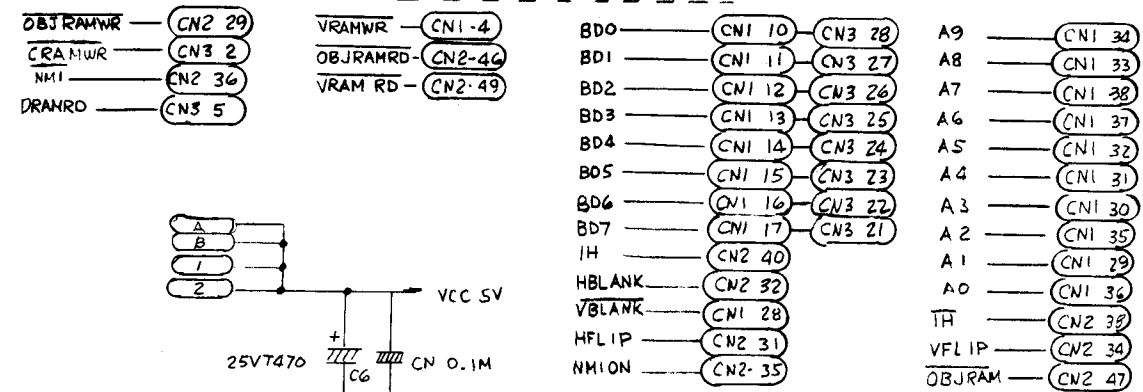 OBJRAMWR CN2 29
CRAMWR CN3 2
NMI CN2 36
DRAMRD CN3 5
VRAMWR CN1-4
OBJRAMRD-CN2-46
VRAM RD-CN2-49
BD0 CN1 10 CN3 28
BD1 CN1 11 CN3 27
BD2 CN1 12 CN3 26
BD3 CN1 13 CN3 25
BD4 CN1 14 CN3 24
BD5 CN1 15 CN3 23
BD6 CN1 16 CN3 22
BD7 CN1 17 CN3 21
1H CN2 40
HBLANK CN2 32
VBLANK CN1 28
HFLIP CN2 31
NMION CN2-35
A9 CN1 34
A8 CN1 33
A7 CN1 38
A6 CN1 37
A5 CN1 32
A4 CN1 31
A3 CN1 30
A2 CN1 35
A1 CN1 29
A0 CN1 36
1H CN2
VFLIP CN2 34
OBJRAM CN2 47
A
B
1
2
VCC 5V
+
25VT470
C6
CN 0.1M